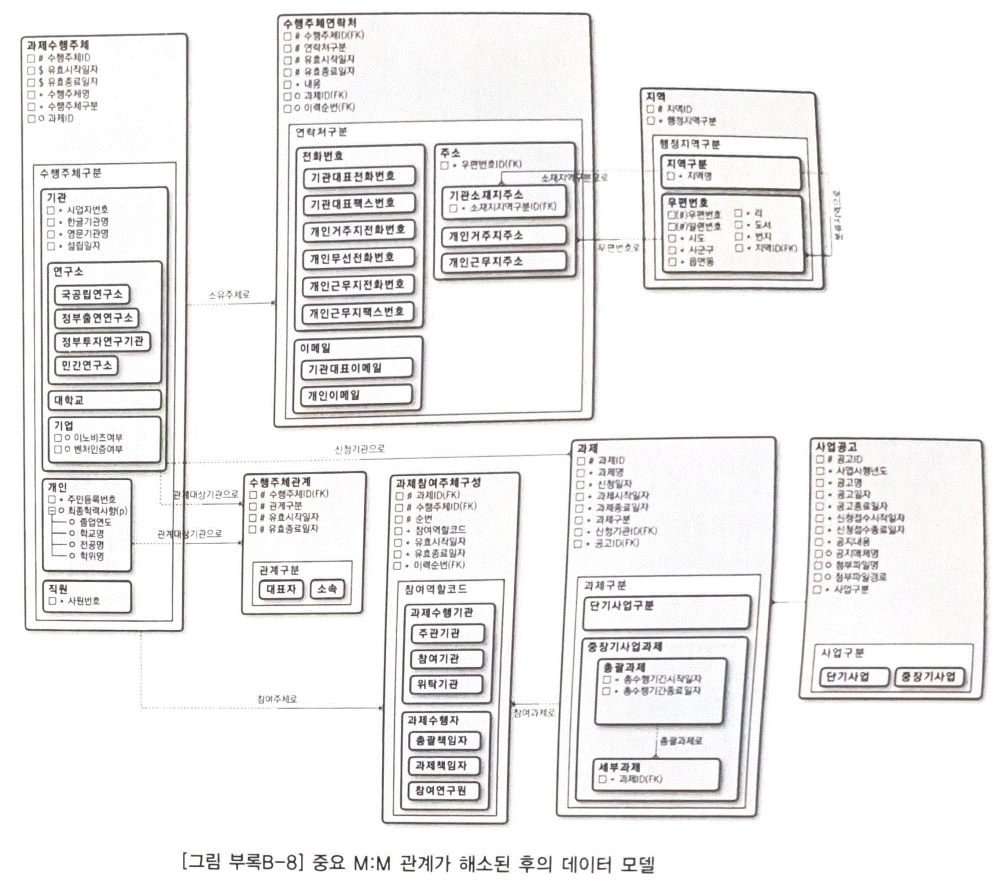 과제수행주체
# 수행주체ID
$ 유효시작일자
$ 유효종료일자
* 수행주체명
* 수행주체구분
o 과제ID
수행주체구분
기관
* 사업자번호
* 한글기관명
* 영문기관명
* 설립일자
연구소
국공립연구소
정부출연연구소
정부투자연구기관
민간연구소
대학교
기업
o 이노비즈여부
o 벤처인증여부
개인
* 주민등록번호
o 최종학력사항(p)
o 졸업연도
o 학교명
o 전공명
o 학위명
직원
* 사원번호
소유주체로
수행주체연락처
# 수행주체ID(FK)
# 연락처구분
# 유효시작일자
# 유효종료일자
* 내용
o 과제ID(FK)
o 이력순번(FK)
연락처구분
전화번호
기관대표전화번호
기관대표팩스번호
개인거주지전화번호
개인무선전화번호
개인근무지전화번호
개인근무지팩스번호
이메일
기관대표이메일
개인이메일
주소
* 우편번호ID(FK)
기관소재지주소
* 소재지지역구분ID(FK)
개인거주지주소
개인근무지주소
우편번호로
지역
# 지역ID
* 행정지역구분
행정지역구분
지역구분
* 지역명
우편번호
(#)우편번호
(#)일련번호
* 시도
* 시군구
* 읍면동
* 리
* 도서
* 번지
* 지역ID(FK)
신청기관으로
관계대상기관으로
관계대상기관으로
수행주체관계
# 수행주체ID(FK)
# 관계구분
# 유효시작일자
# 유효종료일자
관계구분
대표자
소속
참여주체로
과제참여주체구성
# 과제ID(FK)
# 수행주체ID(FK)
# 순번
* 참여역할코드
* 유효시작일자
* 유효종료일자
* 이력순번(FK)
참여역할코드
과제수행기관
주관기관
참여기관
위탁기관
과제수행자
총괄책임자
과제책임자
참여연구원
참여과제로
과제
# 과제ID
* 과제명
* 신청일자
* 과제시작일자
* 과제종료일자
* 과제구분
* 신청기관ID(FK)
* 공고ID(FK)
과제구분
단기사업구분
중장기사업과제
총괄과제
* 총수행기간시작일자
* 총수행기간종료일자
총괄과제로
세부과제
* 과제ID(FK)
사업공고
# 공고ID
* 사업시행년도
* 공고명
* 공고일자
* 공고종료일자
* 신청접수시작일자
* 신청접수종료일자
* 공지내용
o 공지매체명
o 첨부파일명
o 첨부파일경로
* 사업구분
사업구분
단기사업
중장기사업
[그림 부록B-8] 중요 M:M 관계가 해소된 후의 데이터 모델